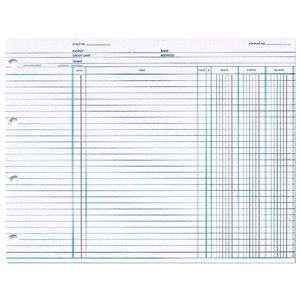 SHEET NO.
ACCOUNT NO.
RATING
NAME
CREDIT LIMIT
ADDRESS
TERMS
DATE
ITEMS
FOLIO
DEBITS
CREDITS
BALANCE